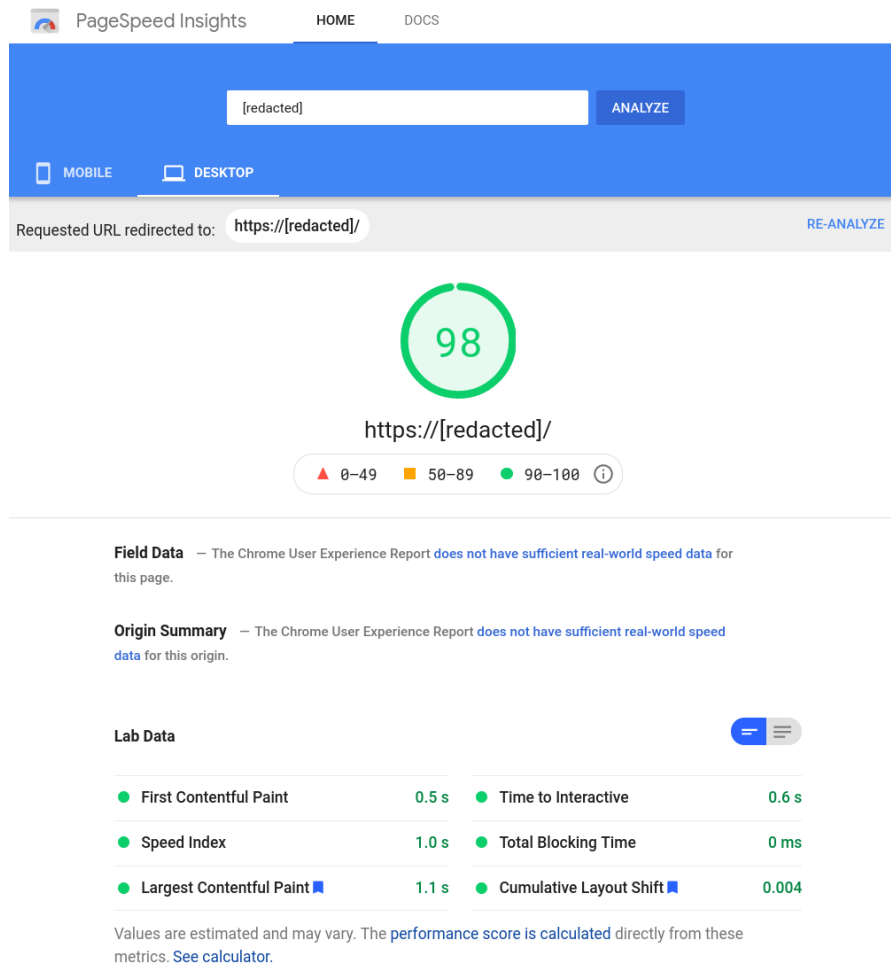 PageSpeed Insights
HOME
DOCS
[redacted]
ANALYZE
MOBILE
DESKTOP
Requested URL redirected to: https://[redacted]/
RE-ANALYZE
98
https://[redacted]/
0–49 50–89 90–100
Field Data — The Chrome User Experience Report does not have sufficient real-world speed data for
this page.
Origin Summary — The Chrome User Experience Report does not have sufficient real-world speed
data for this origin.
Lab Data
First Contentful Paint 0.5 s
Time to Interactive 0.6 s
Speed Index 1.0 s
Total Blocking Time 0 ms
Largest Contentful Paint 1.1 s
Cumulative Layout Shift 0.004
Values are estimated and may vary. The performance score is calculated directly from these
metrics. See calculator.